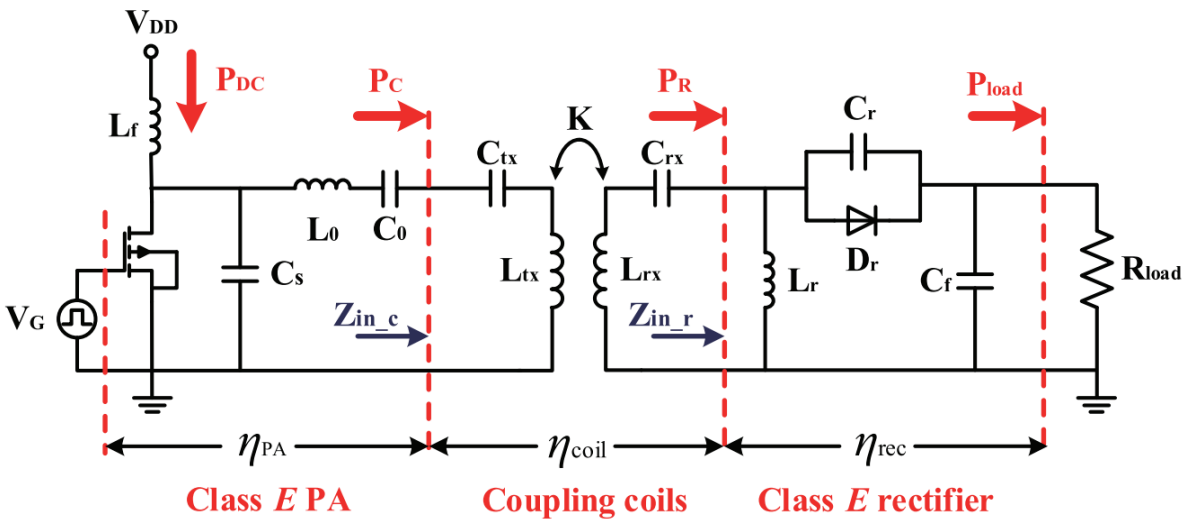 VDD
PDC
PC
PR
Pload
Lf
Ctx
K
Crx
Cr
L0
C0
Dr
Cs
Ltx
Lrx
Lr
Cf
Rload
VG
Zin_c
Zin_r
ηPA
ηcoil
ηrec
Class E PA
Coupling coils
Class E rectifier